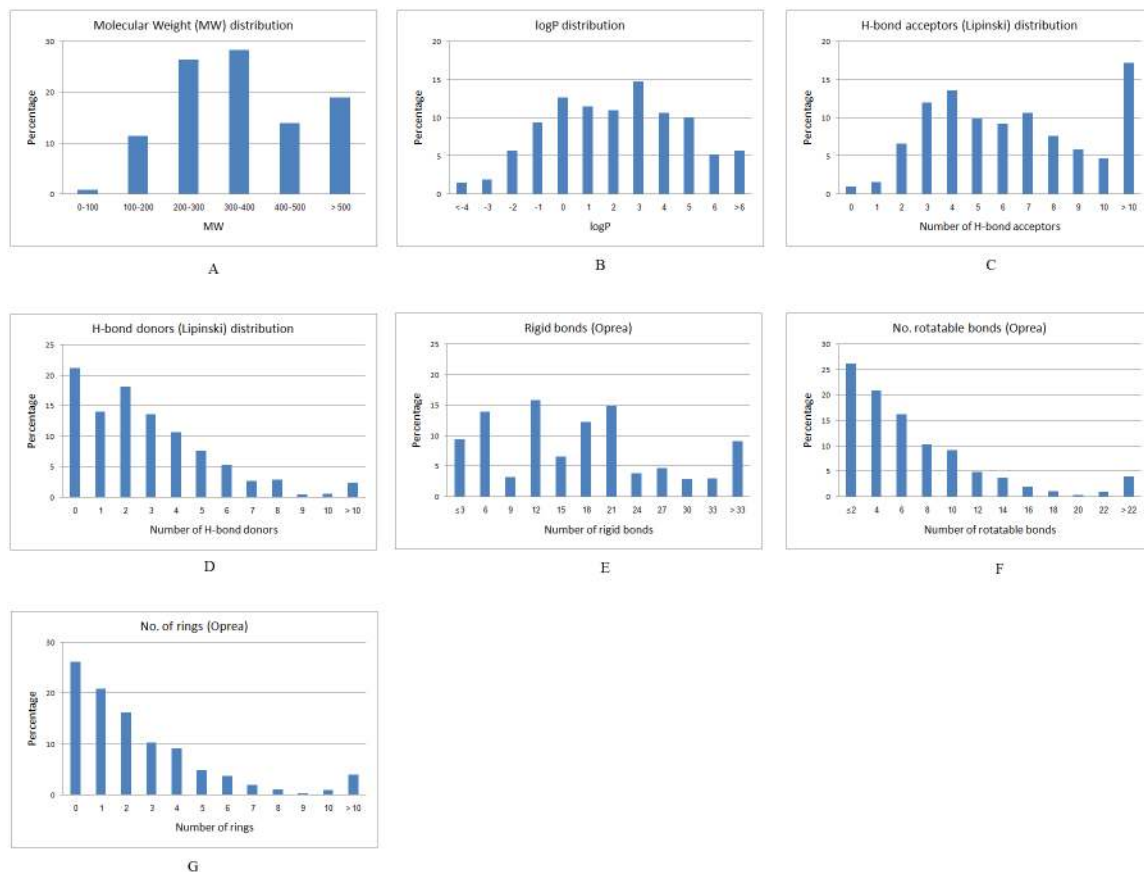 Molecular Weight (MW) distribution
Percentage
30
20
10
0
0-100 100-200 200-300 300-400 400-500 >500
MW
A
logP distribution
Percentage
20
15
10
5
0
<-4 -3 -2 -1 0 1 2 3 4 5 6 >6
logP
B
H-bond acceptors (Lipinski) distribution
Percentage
20
15
10
5
0
0 1 2 3 4 5 6 7 8 9 10 >10
Number of H-bond acceptors
C
H-bond donors (Lipinski) distribution
Percentage
25
20
15
10
5
0
0 1 2 3 4 5 6 7 8 9 10 >10
Number of H-bond donors
D
Rigid bonds (Oprea)
Percentage
25
20
15
10
5
0
≤3 6 9 12 15 18 21 24 27 30 33 >33
Number of rigid bonds
E
No. rotatable bonds (Oprea)
Percentage
30
25
20
15
10
5
0
≤2 4 6 8 10 12 14 16 18 20 22 >22
Number of rotatable bonds
F
No. of rings (Oprea)
Percentage
30
20
10
0
0 1 2 3 4 5 6 7 8 9 10 >10
Number of rings
G